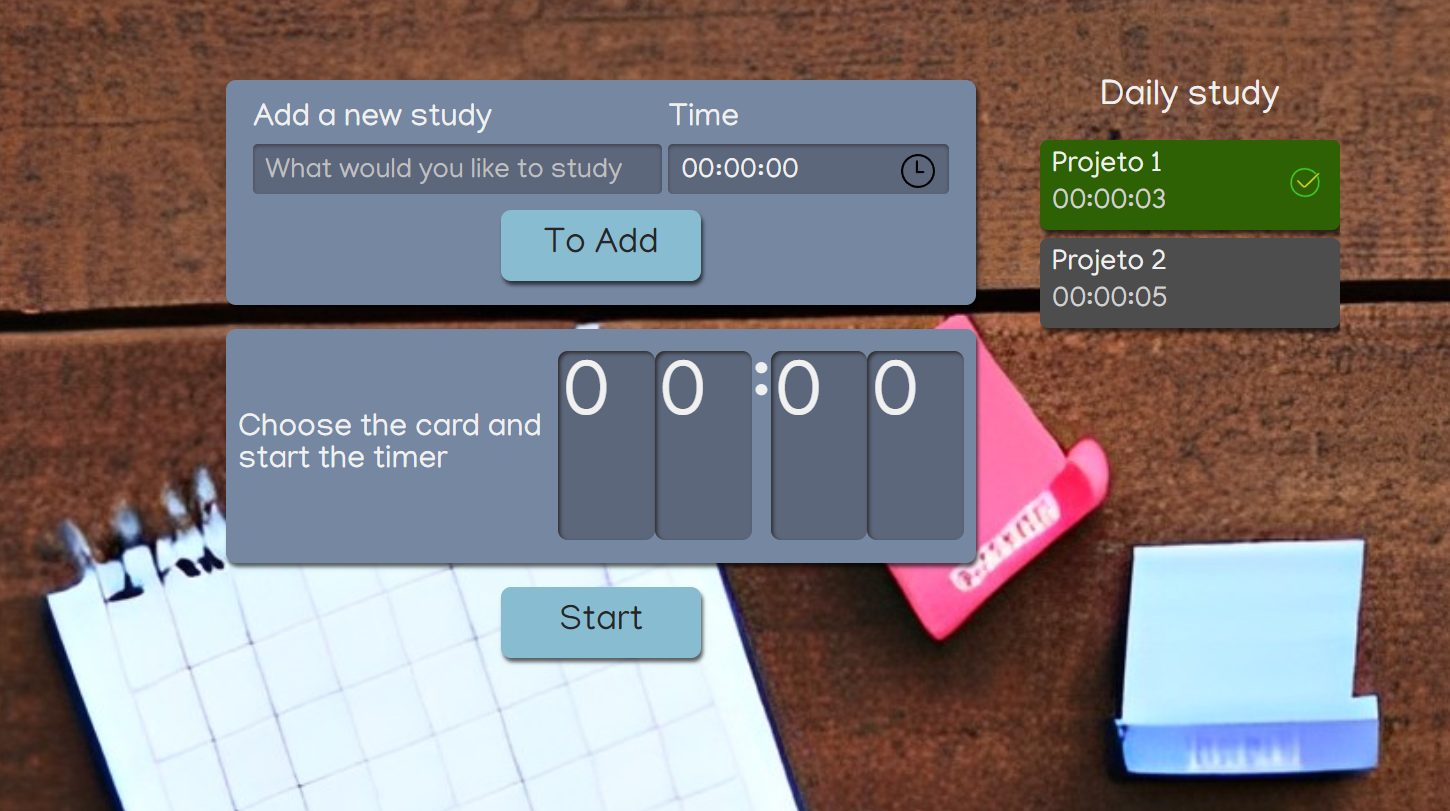 Add a new study
Time
What would you like to study
00:00:00
To Add
Choose the card and
start the timer
0 0 : 0 0
Start
Daily study
Projeto 1
00:00:03
Projeto 2
00:00:05